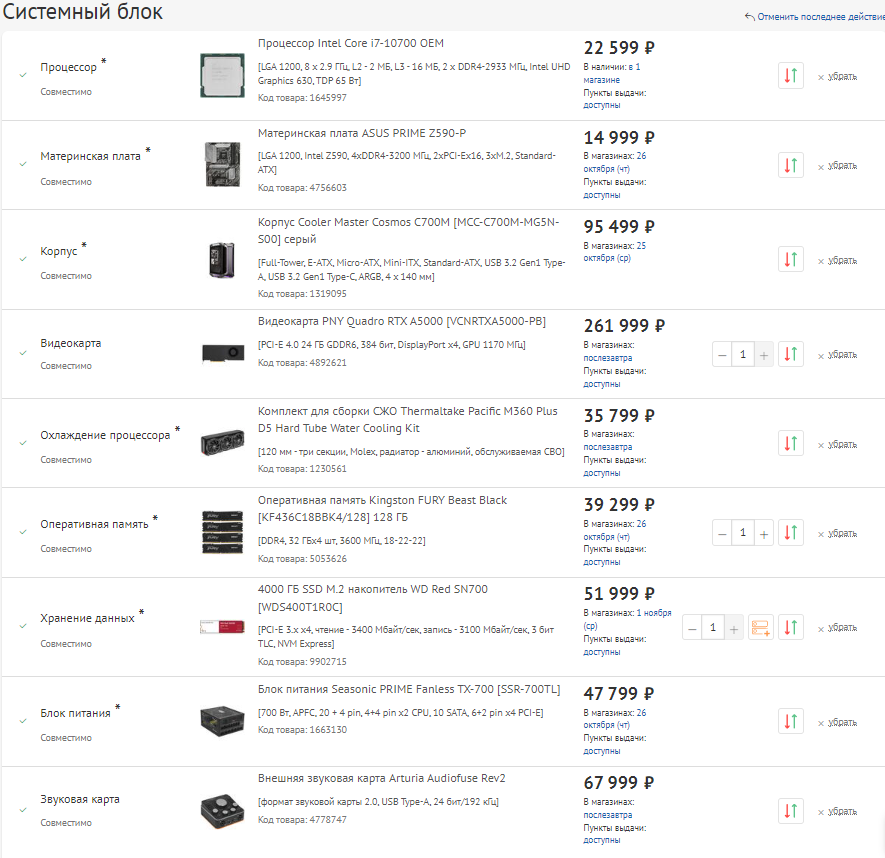 Системный блок
Отменить последнее действие
Процессор *
Совместимо
Процессор Intel Core i7-10700 OEM
[LGA 1200, 8 x 2.9 ГГц, L2 - 2 МБ, L3 - 16 МБ, 2 x DDR4-2933 МГц, Intel UHD
Graphics 630, TDP 65 Вт]
Код товара: 1645997
22 599 ₽
В наличии: в 1
магазине
Пункты выдачи:
доступны
× убрать
Материнская плата *
Совместимо
Материнская плата ASUS PRIME Z590-P
[LGA 1200, Intel Z590, 4xDDR4-3200 МГц, 2xPCI-Ex16, 3xM.2, Standard-
ATX]
Код товара: 4756603
14 999 ₽
В магазинах: 26
октября (чт)
Пункты выдачи:
доступны
× убрать
Корпус *
Совместимо
Корпус Cooler Master Cosmos C700M [MCC-C700M-MG5N-
S00] серый
[Full-Tower, E-ATX, Micro-ATX, Mini-ITX, Standard-ATX, USB 3.2 Gen1 Type-
A, USB 3.2 Gen1 Type-C, ARGB, 4 x 140 мм]
Код товара: 1319095
95 499 ₽
В магазинах: 25
октября (ср)
× убрать
Видеокарта
Совместимо
Видеокарта PNY Quadro RTX A5000 [VCNRTXA5000-PB]
[PCI-E 4.0 24 ГБ GDDR6, 384 бит, DisplayPort x4, GPU 1170 МГц]
Код товара: 4892621
261 999 ₽
В магазинах:
послезавтра
Пункты выдачи:
доступны
– 1 +
× убрать
Охлаждение процессора *
Совместимо
Комплект для сборки СЖО Thermaltake Pacific M360 Plus
D5 Hard Tube Water Cooling Kit
[120 мм - три секции, Molex, радиатор - алюминий, обслуживаемая СВО]
Код товара: 1230561
35 799 ₽
В магазинах:
послезавтра
Пункты выдачи:
доступны
× убрать
Оперативная память *
Совместимо
Оперативная память Kingston FURY Beast Black
[KF436C18BBK4/128] 128 ГБ
[DDR4, 32 ГБx4 шт, 3600 МГц, 18-22-22]
Код товара: 5053626
39 299 ₽
В магазинах: 26
октября (чт)
Пункты выдачи:
доступны
– 1 +
× убрать
Хранение данных *
Совместимо
4000 ГБ SSD M.2 накопитель WD Red SN700
[WDS400T1R0C]
[PCI-E 3.x x4, чтение - 3400 Мбайт/сек, запись - 3100 Мбайт/сек, 3 бит
TLC, NVM Express]
Код товара: 9902715
51 999 ₽
В магазинах: 1 ноября
(ср)
Пункты выдачи:
доступны
– 1 +
× убрать
Блок питания *
Совместимо
Блок питания Seasonic PRIME Fanless TX-700 [SSR-700TL]
[700 Вт, APFC, 20 + 4 pin, 4+4 pin x2 CPU, 10 SATA, 6+2 pin x4 PCI-E]
Код товара: 1663130
47 799 ₽
В магазинах: 26
октября (чт)
Пункты выдачи:
доступны
× убрать
Звуковая карта
Совместимо
Внешняя звуковая карта Arturia Audiofuse Rev2
[формат звуковой карты 2.0, USB Type-A, 24 бит/192 кГц]
Код товара: 4778747
67 999 ₽
В магазинах:
послезавтра
Пункты выдачи:
доступны
× убрать